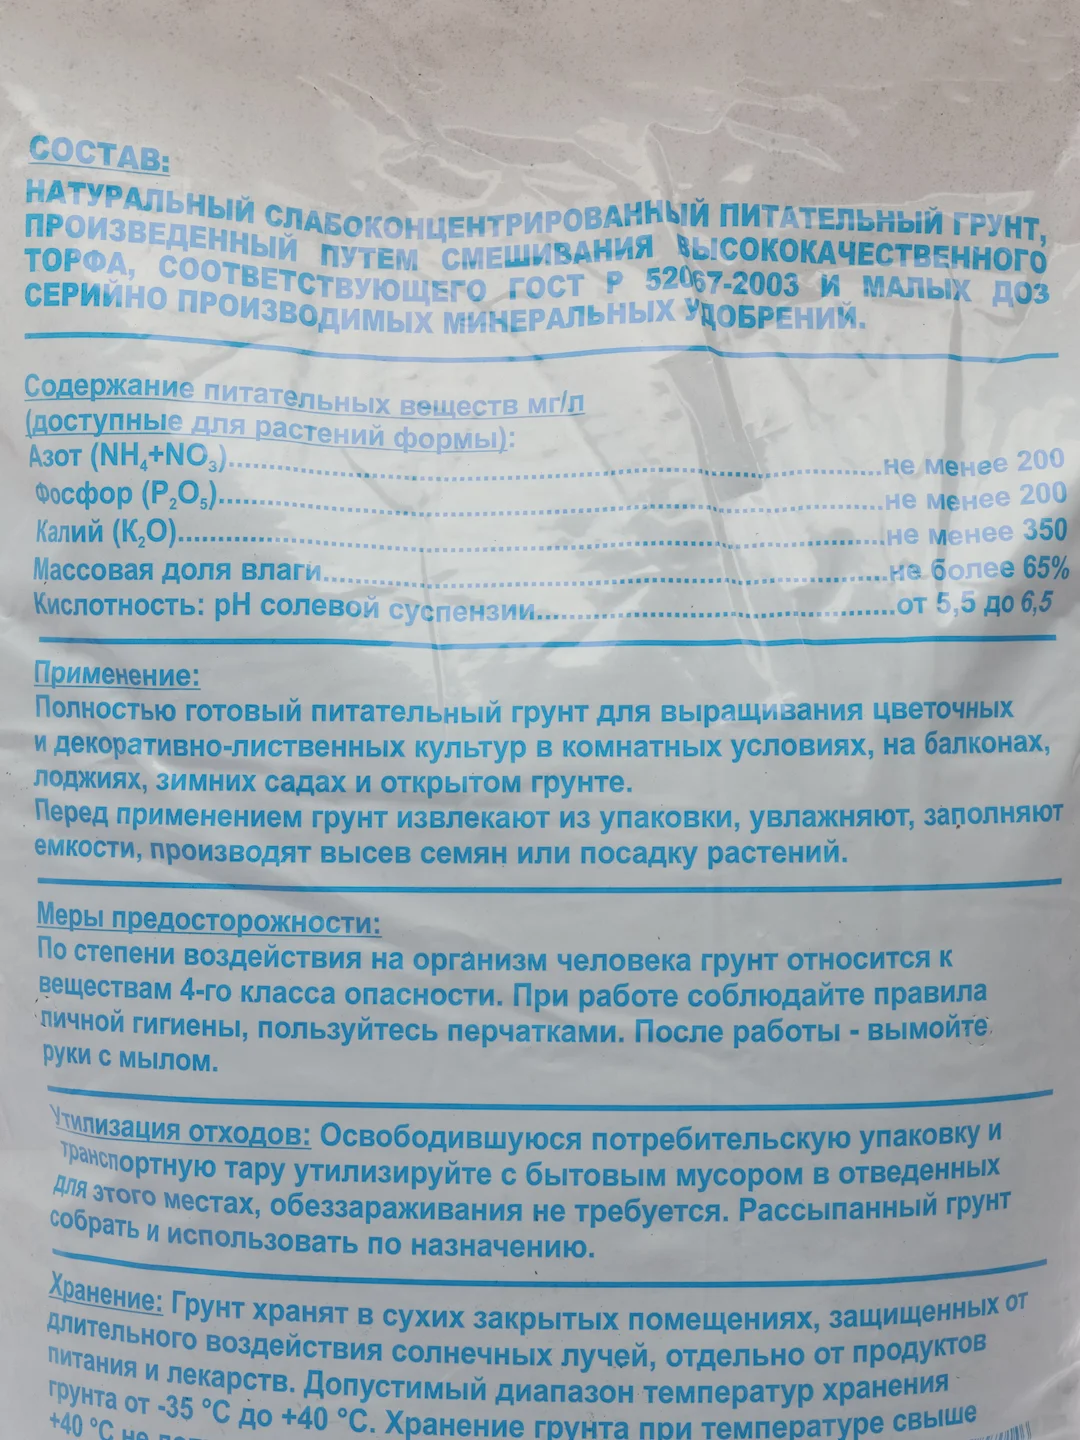 СОСТАВ:
НАТУРАЛЬНЫЙ СЛАБОКОНЦЕНТРИРОВАННЫЙ ПИТАТЕЛЬНЫЙ ГРУНТ,
ПРОИЗВЕДЕННЫЙ ПУТЕМ СМЕШИВАНИЯ ВЫСОКОКАЧЕСТВЕННОГО
ТОРФА, СООТВЕТСТВУЮЩЕГО ГОСТ Р 52067-2003 И МАЛЫХ ДОЗ
СЕРИЙНО ПРОИЗВОДИМЫХ МИНЕРАЛЬНЫХ УДОБРЕНИЙ.
Содержание питательных веществ мг/л
(доступные для растений формы):
Азот (NH₄+NO₃)....................не менее 200
Фосфор (P₂O₅)....................не менее 200
Калий (K₂O)....................не менее 350
Массовая доля влаги....................не более 65%
Кислотность: pH солевой суспензии....................от 5,5 до 6,5
Применение:
Полностью готовый питательный грунт для выращивания цветочных
и декоративно-лиственных культур в комнатных условиях, на балконах,
лоджиях, зимних садах и открытом грунте.
Перед применением грунт извлекают из упаковки, увлажняют, заполняют
емкости, производят высев семян или посадку растений.
Меры предосторожности:
По степени воздействия на организм человека грунт относится к
веществам 4-го класса опасности. При работе соблюдайте правила
личной гигиены, пользуйтесь перчатками. После работы - вымойте
руки с мылом.
Утилизация отходов: Освободившуюся потребительскую упаковку и
транспортную тару утилизируйте с бытовым мусором в отведенных
для этого местах, обеззараживания не требуется. Рассыпанный грунт
собрать и использовать по назначению.
Хранение: Грунт хранят в сухих закрытых помещениях, защищенных от
длительного воздействия солнечных лучей, отдельно от продуктов
питания и лекарств. Допустимый диапазон температур хранения
грунта от -35 °C до +40 °C. Хранение грунта при температуре свыше
+40 °C не